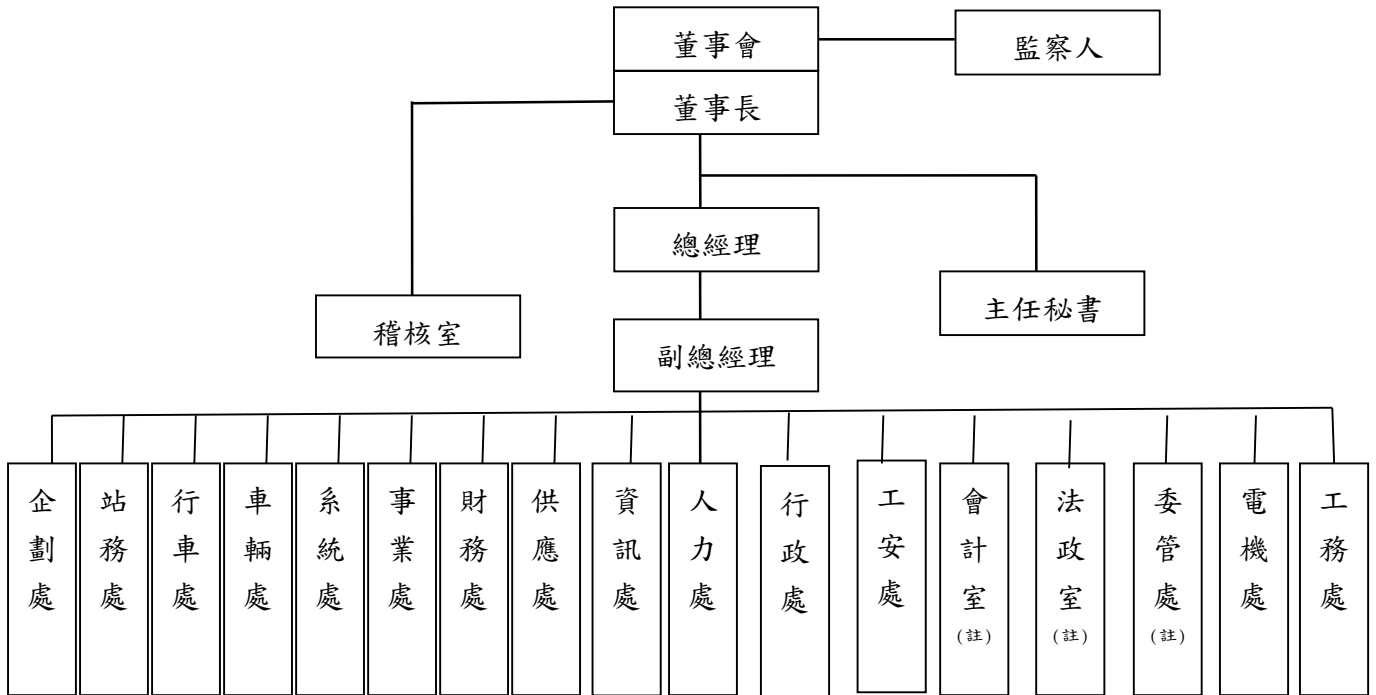 董事會
監察人
董事長
總經理
主任秘書
稽核室
副總經理
企劃處
站務處
行車處
車輛處
系統處
事業處
財務處
供應處
資訊處
人力處
行政處
工安處
會計室(註)
法政室(註)
委管處(註)
電機處
工務處